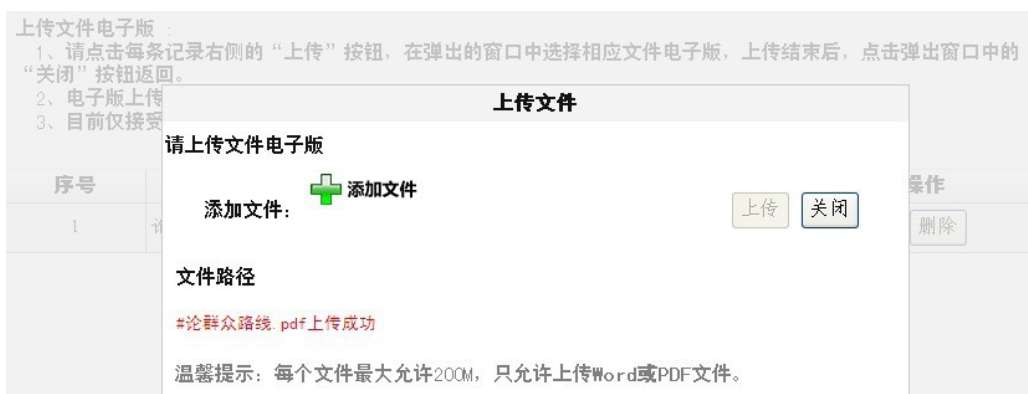 上传文件电子版：
1、请点击每条记录右侧的“上传”按钮，在弹出的窗口中选择相应文件电子版，上传结束后，点击弹出窗口中的
“关闭”按钮返回。
2、电子版上传
3、目前仅接受
上传文件
请上传文件电子版
添加文件：
添加文件
上传
关闭
序号
操作
1
删除
文件路径
#论群众路线.pdf上传成功
温馨提示：每个文件最大允许200M，只允许上传Word或PDF文件。